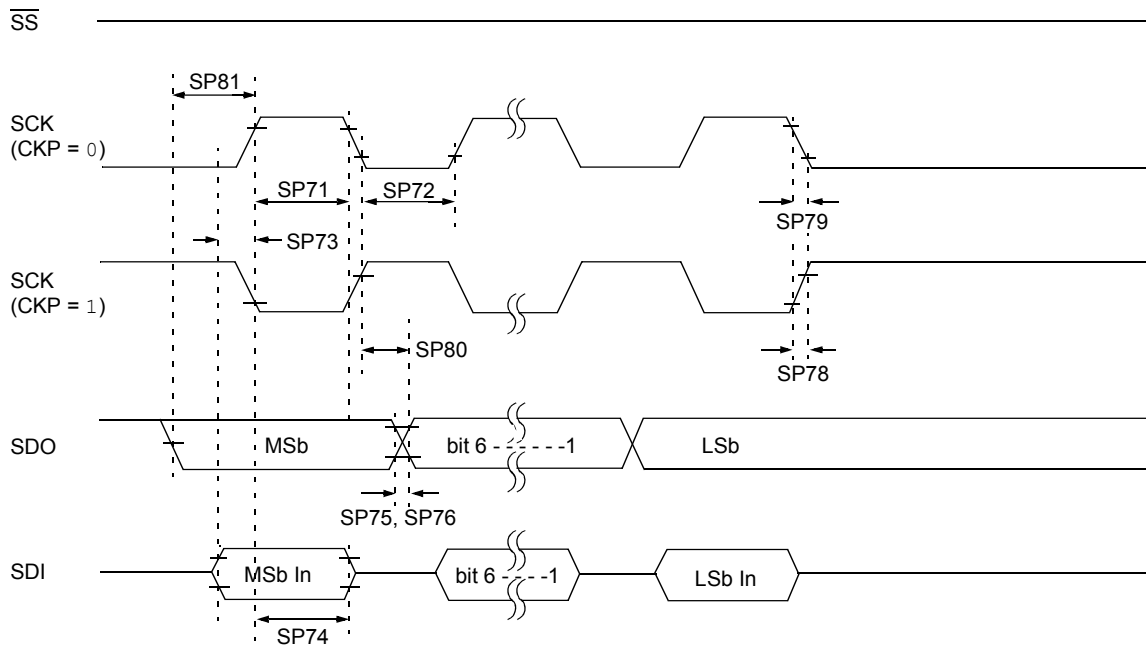 SS
SP81
SCK
(CKP = 0)
SP71
SP72
SP79
SP73
SCK
(CKP = 1)
SP80
SP78
SDO
MSb
bit 6 - - - - - -1
LSb
SP75, SP76
SDI
MSb In
bit 6 - - - - -1
LSb In
SP74